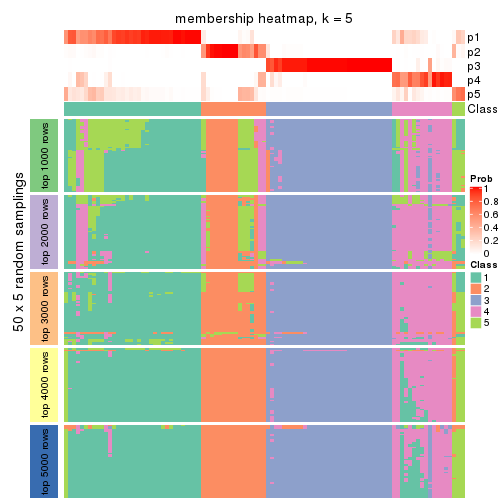 membership heatmap, k = 5
p1
p2
p3
p4
p5
Class
50 x 5 random samplings
top 1000 rows
top 2000 rows
top 3000 rows
top 4000 rows
top 5000 rows
Prob
1
0.8
0.6
0.4
0.2
0
Class
1
2
3
4
5